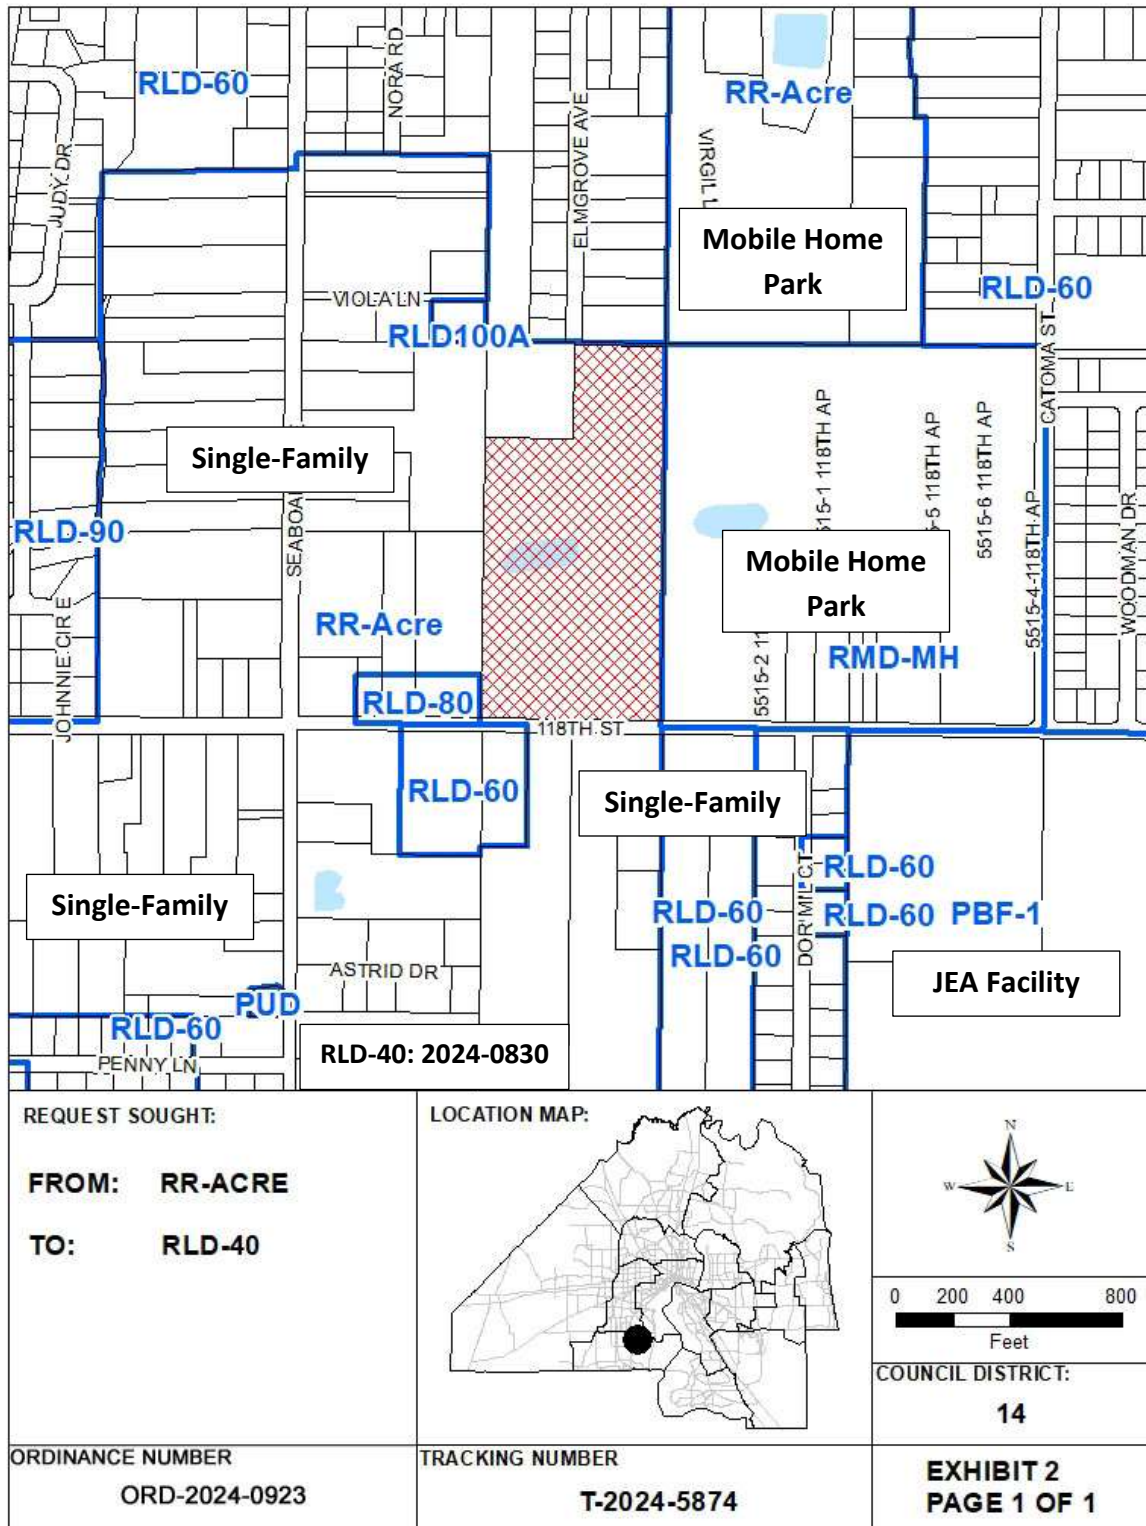 RLD-60
NORA RD
RR-Acre
JUDY DR
ELMGROVE AVE
VIRGIL L
Mobile Home
Park
VIOLA LN
RLD-60
RLD100A
CATOMA ST
Single-Family
515-1 118TH AP
-5 118TH AP
5515-6 118TH AP
SEABOA
RLD-90
Mobile Home
Park
5515-4-118TH AP
WOODMAN DR
JOHNNIE CIR E
RR-Acre
5515-2 11
RMD-MH
RLD-80
118TH ST
RLD-60
Single-Family
RLD-60
Single-Family
DORMIL CT
RLD-60
RLD-60
PBF-1
RLD-60
ASTRID DR
JEA Facility
PUD
RLD-60
PENNY LN
RLD-40: 2024-0830
REQUEST SOUGHT:
FROM: RR-ACRE
TO: RLD-40
LOCATION MAP:
N
W E
S
0 200 400 800
Feet
COUNCIL DISTRICT:
14
ORDINANCE NUMBER
ORD-2024-0923
TRACKING NUMBER
T-2024-5874
EXHIBIT 2
PAGE 1 OF 1